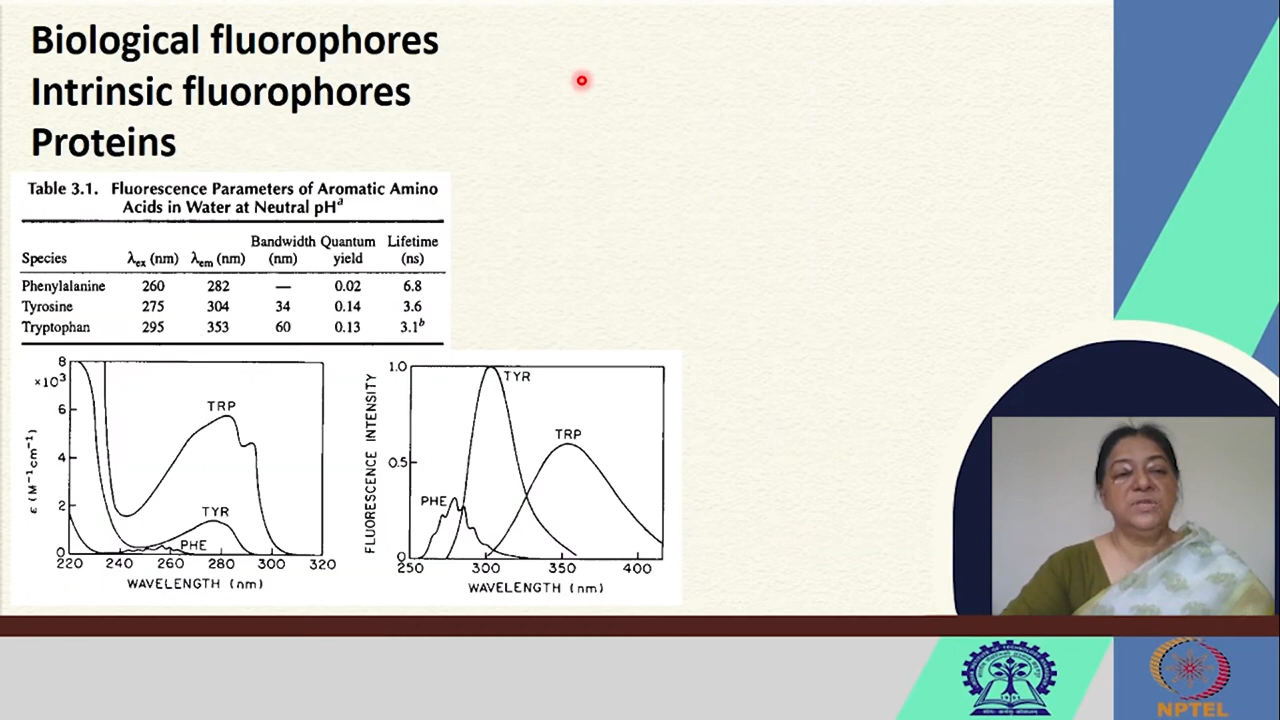 Biological fluorophores
Intrinsic fluorophores
Proteins
Table 3.1. Fluorescence Parameters of Aromatic Amino
Acids in Water at Neutral pHᵃ
Species λex (nm) λem (nm) Bandwidth (nm) Quantum yield Lifetime (ns)
Phenylalanine 260 282 — 0.02 6.8
Tyrosine 275 304 34 0.14 3.6
Tryptophan 295 353 60 0.13 3.1ᵇ
8
×10³
6
4
2
0
ε (M⁻¹cm⁻¹)
TRP
TYR
PHE
220 240 260 280 300 320
WAVELENGTH (nm)
1.0
0.5
0
FLUORESCENCE INTENSITY
TYR
TRP
PHE
250 300 350 400
WAVELENGTH (nm)
NPTEL